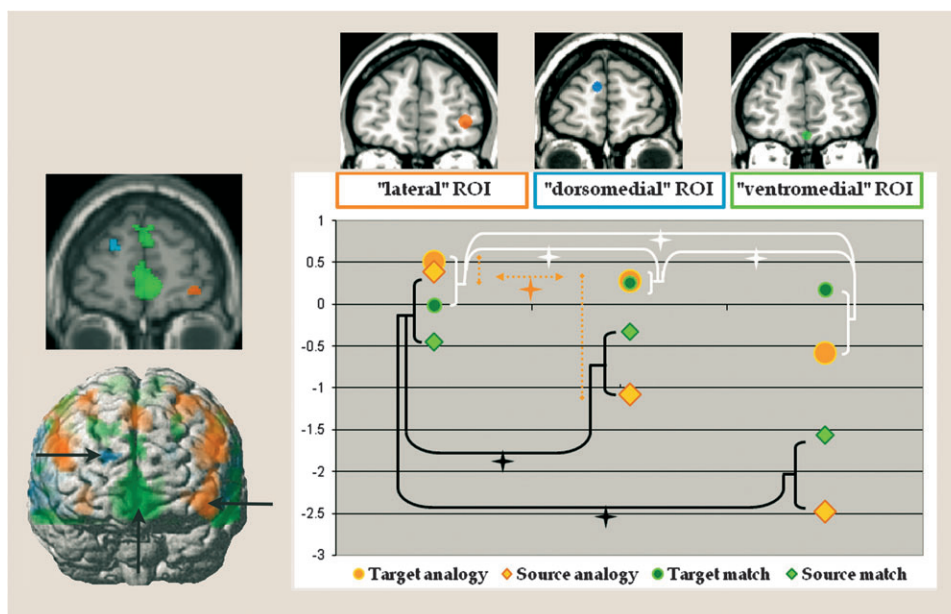 "lateral" ROI
"dorsomedial" ROI
"ventromedial" ROI
1
0.5
0
-0.5
-1
-1.5
-2
-2.5
-3
Target analogy
Source analogy
Target match
Source match